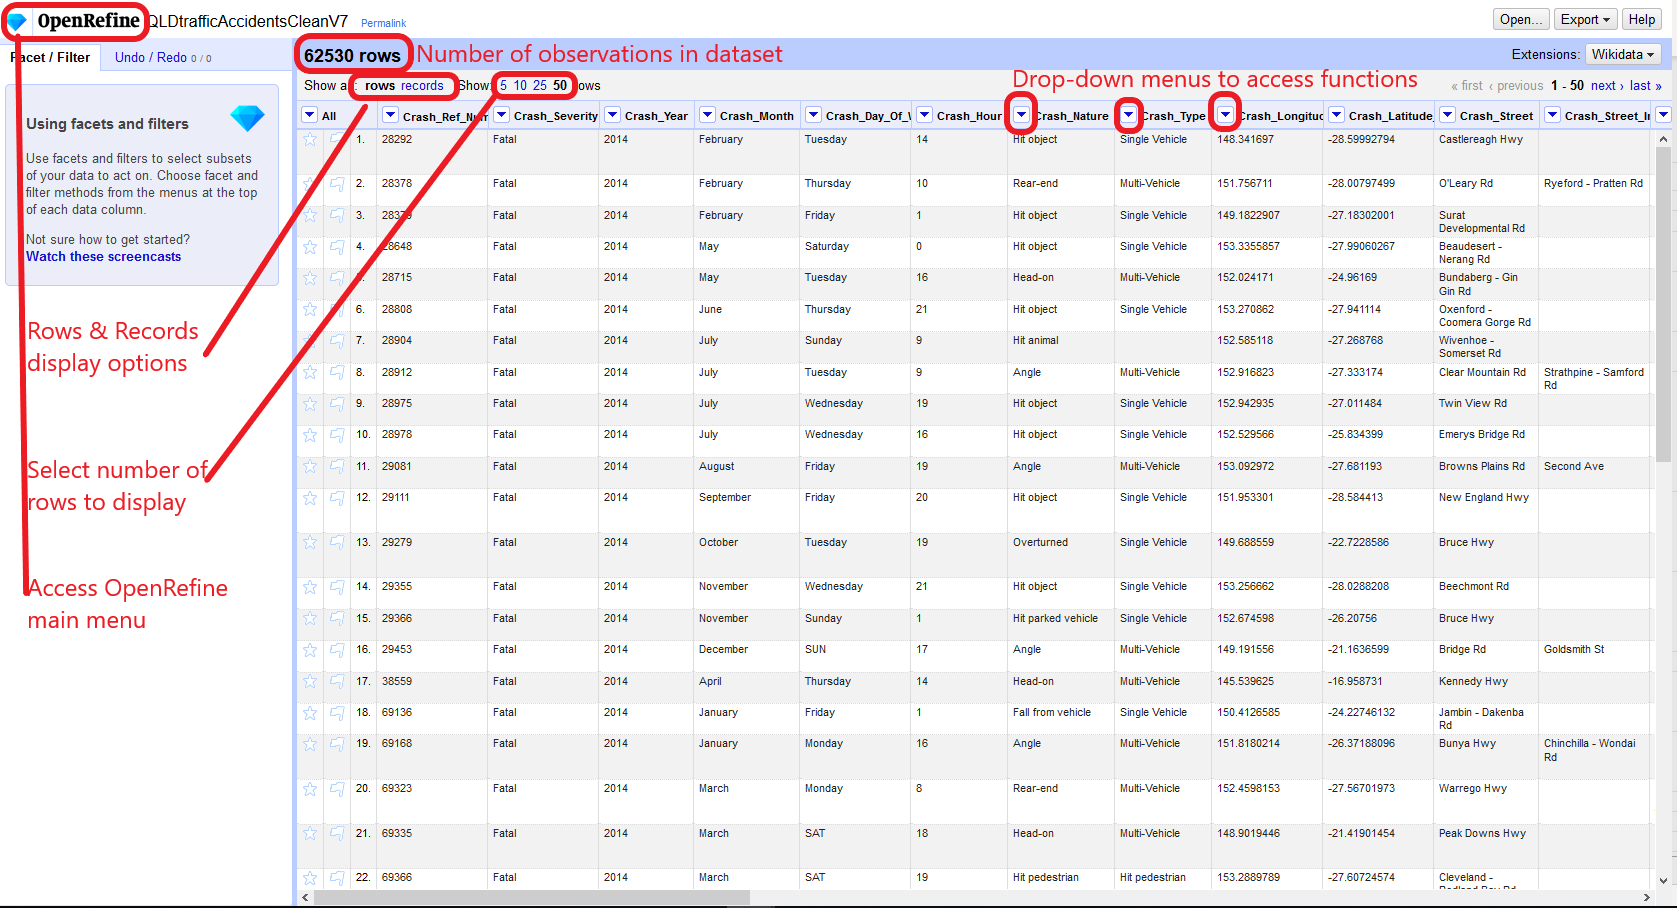 OpenRefine QLDtrafficAccidentsCleanV7 Permalink Open... Export Help
Facet / Filter Undo / Redo 0 / 0 62530 rows Number of observations in dataset Extensions: Wikidata
Show as: rows records Show: 5 10 25 50 rows Drop-down menus to access functions « first ‹ previous 1 - 50 next › last »
Using facets and filters
Use facets and filters to select subsets
of your data to act on. Choose facet and
filter methods from the menus at the top
of each data column.
Not sure how to get started?
Watch these screencasts
Rows & Records
display options
Select number of
rows to display
Access OpenRefine
main menu
All Crash_Ref_Num Crash_Severity Crash_Year Crash_Month Crash_Day_Of_W Crash_Hour Crash_Nature Crash_Type Crash_Longituc Crash_Latitude_ Crash_Street Crash_Street_In
1. 28292 Fatal 2014 February Tuesday 14 Hit object Single Vehicle 148.341697 -28.59992794 Castlereagh Hwy
2. 28378 Fatal 2014 February Thursday 10 Rear-end Multi-Vehicle 151.756711 -28.00797499 O'Leary Rd Ryeford - Pratten Rd
3. 28379 Fatal 2014 February Friday 1 Hit object Single Vehicle 149.1822907 -27.18302001 Surat
Developmental Rd
4. 28648 Fatal 2014 May Saturday 0 Hit object Single Vehicle 153.3355857 -27.99060267 Beaudesert -
Nerang Rd
5. 28715 Fatal 2014 May Tuesday 16 Head-on Multi-Vehicle 152.024171 -24.96169 Bundaberg - Gin
Gin Rd
6. 28808 Fatal 2014 June Thursday 21 Hit object Single Vehicle 153.270862 -27.941114 Oxenford -
Coomera Gorge Rd
7. 28904 Fatal 2014 July Sunday 9 Hit animal 152.585118 -27.268768 Wivenhoe -
Somerset Rd
8. 28912 Fatal 2014 July Tuesday 9 Angle Multi-Vehicle 152.916823 -27.333174 Clear Mountain Rd Strathpine - Samford
Rd
9. 28975 Fatal 2014 July Wednesday 19 Hit object Single Vehicle 152.942935 -27.011484 Twin View Rd
10. 28978 Fatal 2014 July Wednesday 16 Hit object Single Vehicle 152.529566 -25.834399 Emerys Bridge Rd
11. 29081 Fatal 2014 August Friday 19 Angle Multi-Vehicle 153.092972 -27.681193 Browns Plains Rd Second Ave
12. 29111 Fatal 2014 September Friday 20 Hit object Single Vehicle 151.953301 -28.584413 New England Hwy
13. 29279 Fatal 2014 October Tuesday 19 Overturned Single Vehicle 149.688559 -22.7228586 Bruce Hwy
14. 29355 Fatal 2014 November Wednesday 21 Hit object Single Vehicle 153.256662 -28.0288208 Beechmont Rd
15. 29366 Fatal 2014 November Sunday 1 Hit parked vehicle Single Vehicle 152.674598 -26.20756 Bruce Hwy
16. 29453 Fatal 2014 December SUN 17 Angle Multi-Vehicle 149.191556 -21.1636599 Bridge Rd Goldsmith St
17. 38559 Fatal 2014 April Thursday 14 Head-on Multi-Vehicle 145.539625 -16.958731 Kennedy Hwy
18. 69136 Fatal 2014 January Friday 1 Fall from vehicle Single Vehicle 150.4126585 -24.22746132 Jambin - Dakenba
Rd
19. 69168 Fatal 2014 January Monday 16 Angle Multi-Vehicle 151.8180214 -26.37188096 Bunya Hwy Chinchilla - Wondai
Rd
20. 69323 Fatal 2014 March Monday 8 Rear-end Multi-Vehicle 152.4598153 -27.56701973 Warrego Hwy
21. 69335 Fatal 2014 March SAT 18 Head-on Multi-Vehicle 148.9019446 -21.41901454 Peak Downs Hwy
22. 69366 Fatal 2014 March SAT 19 Hit pedestrian Hit pedestrian 153.2889789 -27.60724574 Cleveland -